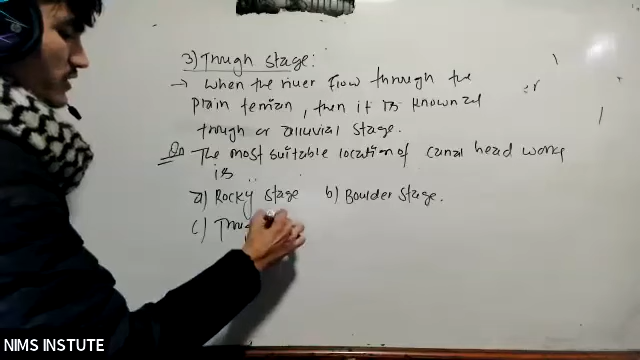 3) Trough Stage:
→ When the river flow through the
plain terrian, then it is known as
trough or alluvial stage.
Qn The most suitable location of canal head works
is
a) Rocky stage b) Boulder stage.
c)
NIMS INSTUTE